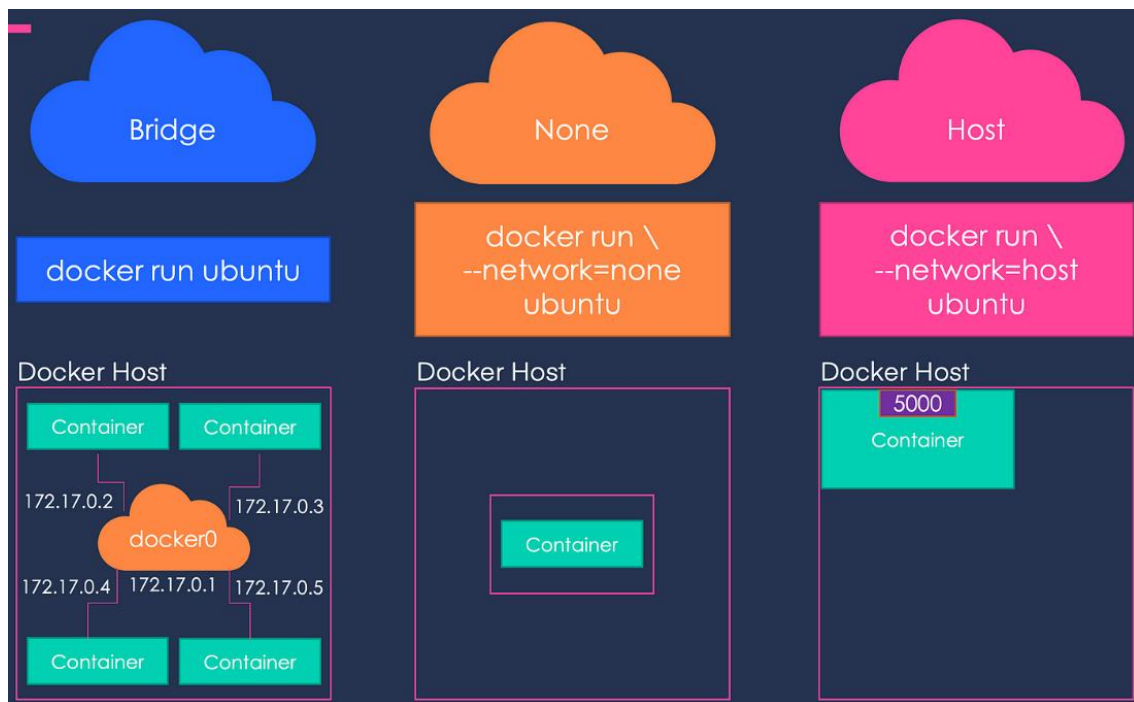 Bridge
None
Host
docker run ubuntu
docker run \
--network=none
ubuntu
docker run \
--network=host
ubuntu
Docker Host
Container
Container
172.17.0.2
172.17.0.3
docker0
172.17.0.4
172.17.0.1
172.17.0.5
Container
Container
Docker Host
Container
Docker Host
5000
Container